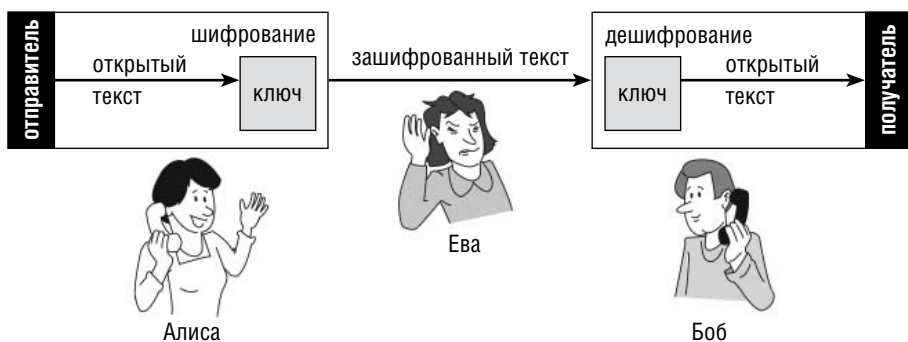 отправитель
шифрование
открытый
текст
ключ
зашифрованный текст
дешифрование
ключ
открытый
текст
получатель
Ева
Алиса
Боб